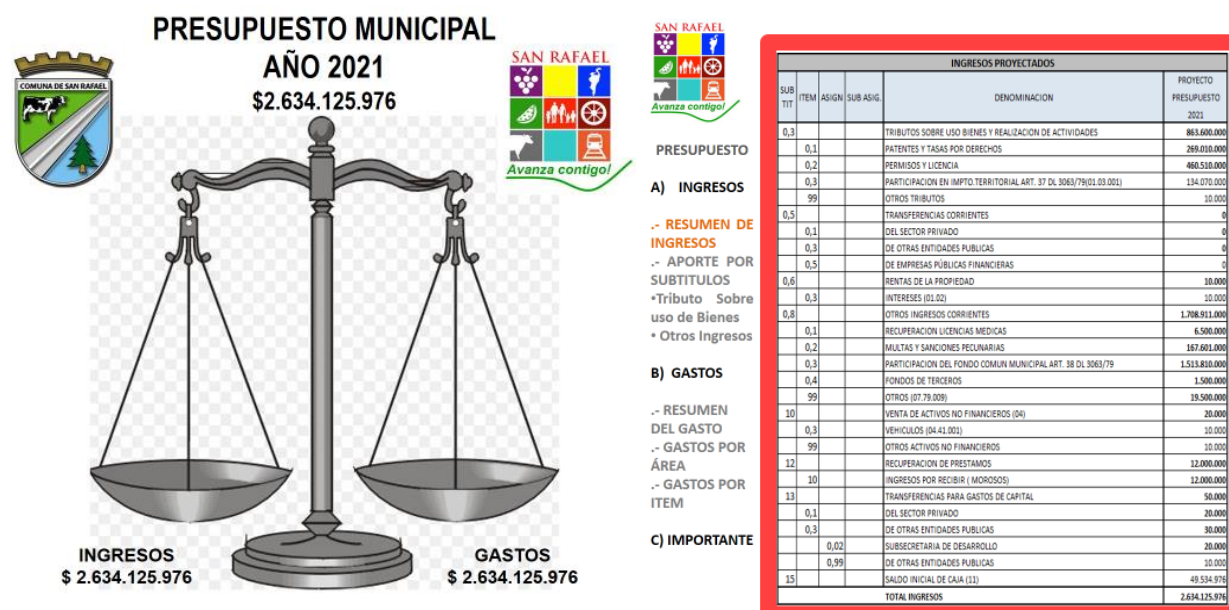 PRESUPUESTO MUNICIPAL
AÑO 2021
$2.634.125.976
COMUNA DE SAN RAFAEL
SAN RAFAEL
Avanza contigo!
INGRESOS
$ 2.634.125.976
GASTOS
$ 2.634.125.976
SAN RAFAEL
Avanza contigo!
PRESUPUESTO
A) INGRESOS
.- RESUMEN DE
INGRESOS
.- APORTE POR
SUBTITULOS
•Tributo Sobre
uso de Bienes
• Otros Ingresos
B) GASTOS
.- RESUMEN
DEL GASTO
.- GASTOS POR
ÁREA
.- GASTOS POR
ITEM
C) IMPORTANTE
INGRESOS PROYECTADOS
SUB TIT ITEM ASIGN SUB ASIG. DENOMINACION PROYECTO PRESUPUESTO 2021
0,3 TRIBUTOS SOBRE USO BIENES Y REALIZACION DE ACTIVIDADES 863.600.000
0,1 PATENTES Y TASAS POR DERECHOS 269.010.000
0,2 PERMISOS Y LICENCIA 460.510.000
0,3 PARTICIPACION EN IMPTO.TERRITORIAL ART. 37 DL 3063/79(01.03.001) 134.070.000
99 OTROS TRIBUTOS 10.000
0,5 TRANSFERENCIAS CORRIENTES 0
0,1 DEL SECTOR PRIVADO 0
0,3 DE OTRAS ENTIDADES PUBLICAS 0
0,5 DE EMPRESAS PÚBLICAS FINANCIERAS 0
0,6 RENTAS DE LA PROPIEDAD 10.000
0,3 INTERESES (01.02) 10.000
0,8 OTROS INGRESOS CORRIENTES 1.708.911.000
0,1 RECUPERACION LICENCIAS MEDICAS 6.500.000
0,2 MULTAS Y SANCIONES PECUNARIAS 167.601.000
0,3 PARTICIPACION DEL FONDO COMUN MUNICIPAL ART. 38 DL 3063/79 1.513.810.000
0,4 FONDOS DE TERCEROS 1.500.000
99 OTROS (07.79.009) 19.500.000
10 VENTA DE ACTIVOS NO FINANCIEROS (04) 20.000
0,3 VEHICULOS (04.41.001) 10.000
99 OTROS ACTIVOS NO FINANCIEROS 10.000
12 RECUPERACION DE PRESTAMOS 12.000.000
10 INGRESOS POR RECIBIR ( MOROSOS) 12.000.000
13 TRANSFERENCIAS PARA GASTOS DE CAPITAL 50.000
0,1 DEL SECTOR PRIVADO 20.000
0,3 DE OTRAS ENTIDADES PUBLICAS 30.000
0,02 SUBSECRETARIA DE DESARROLLO 20.000
0,99 DE OTRAS ENTIDADES PUBLICAS 10.000
15 SALDO INICIAL DE CAJA (11) 49.534.976
TOTAL INGRESOS 2.634.125.976